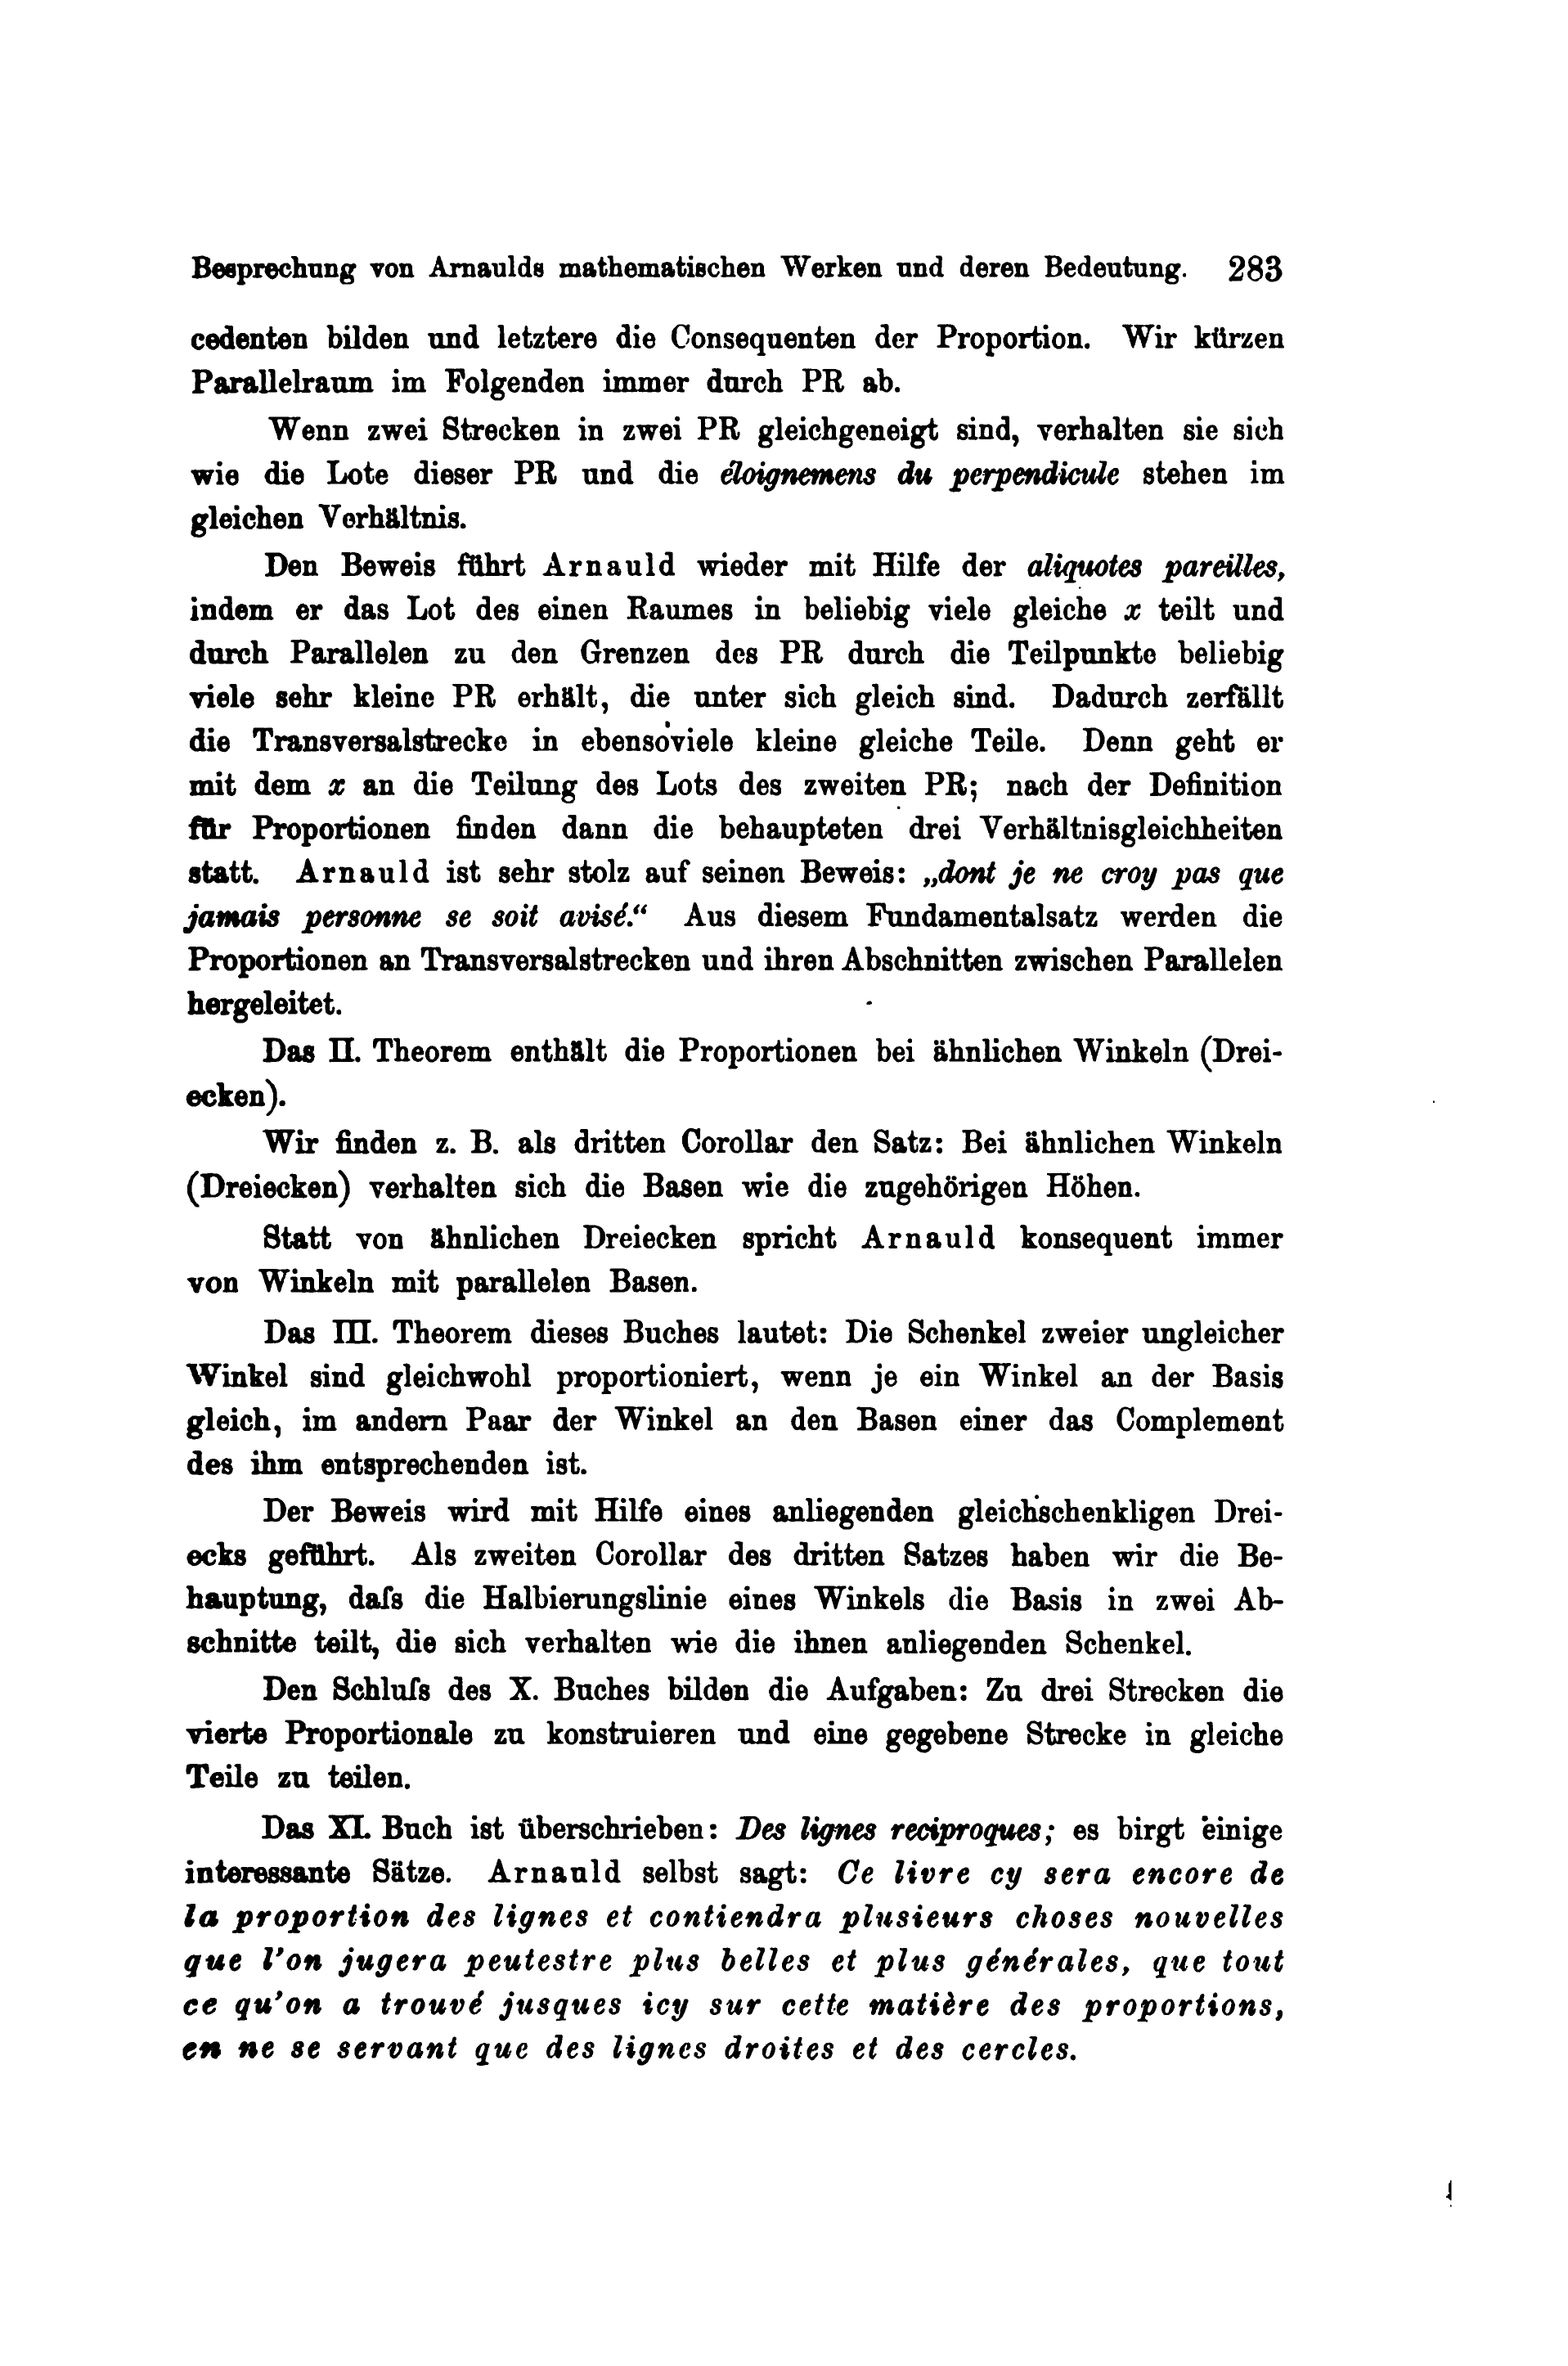 Besprechung von Arnaulds mathematischen Werken und deren Bedeutung. 283
cedenten bilden und letztere die Consequenten der Proportion. Wir kürzen
Parallelraum im Folgenden immer durch PR ab.
Wenn zwei Strecken in zwei PR gleichgeneigt sind, verhalten sie sich
wie die Lote dieser PR und die éloignemens du perpendicule stehen im
gleichen Verhältnis.
Den Beweis führt Arnauld wieder mit Hilfe der aliquotes pareilles,
indem er das Lot des einen Raumes in beliebig viele gleiche x teilt und
durch Parallelen zu den Grenzen des PR durch die Teilpunkte beliebig
viele sehr kleine PR erhält, die unter sich gleich sind. Dadurch zerfällt
die Transversalstrecke in ebensoviele kleine gleiche Teile. Denn geht er
mit dem x an die Teilung des Lots des zweiten PR; nach der Definition
für Proportionen finden dann die behaupteten drei Verhältnisgleichheiten
statt. Arnauld ist sehr stolz auf seinen Beweis: „dont je ne croy pas que
jamais personne se soit avisé.“ Aus diesem Fundamentalsatz werden die
Proportionen an Transversalstrecken und ihren Abschnitten zwischen Parallelen
hergeleitet.
Das II. Theorem enthält die Proportionen bei ähnlichen Winkeln (Drei-
ecken).
Wir finden z. B. als dritten Corollar den Satz: Bei ähnlichen Winkeln
(Dreiecken) verhalten sich die Basen wie die zugehörigen Höhen.
Statt von ähnlichen Dreiecken spricht Arnauld konsequent immer
von Winkeln mit parallelen Basen.
Das III. Theorem dieses Buches lautet: Die Schenkel zweier ungleicher
Winkel sind gleichwohl proportioniert, wenn je ein Winkel an der Basis
gleich, im andern Paar der Winkel an den Basen einer das Complement
des ihm entsprechenden ist.
Der Beweis wird mit Hilfe eines anliegenden gleichschenkligen Drei-
ecks geführt. Als zweiten Corollar des dritten Satzes haben wir die Be-
hauptung, daſs die Halbierungslinie eines Winkels die Basis in zwei Ab-
schnitte teilt, die sich verhalten wie die ihnen anliegenden Schenkel.
Den Schluſs des X. Buches bilden die Aufgaben: Zu drei Strecken die
vierte Proportionale zu konstruieren und eine gegebene Strecke in gleiche
Teile zu teilen.
Das XI. Buch ist überschrieben: Des lignes reciproques; es birgt einige
interessante Sätze. Arnauld selbst sagt: Ce livre cy sera encore de
la proportion des lignes et contiendra plusieurs choses nouvelles
que l'on jugera peutestre plus belles et plus générales, que tout
ce qu'on a trouvé jusques icy sur cette matière des proportions,
en ne se servant que des lignes droites et des cercles.